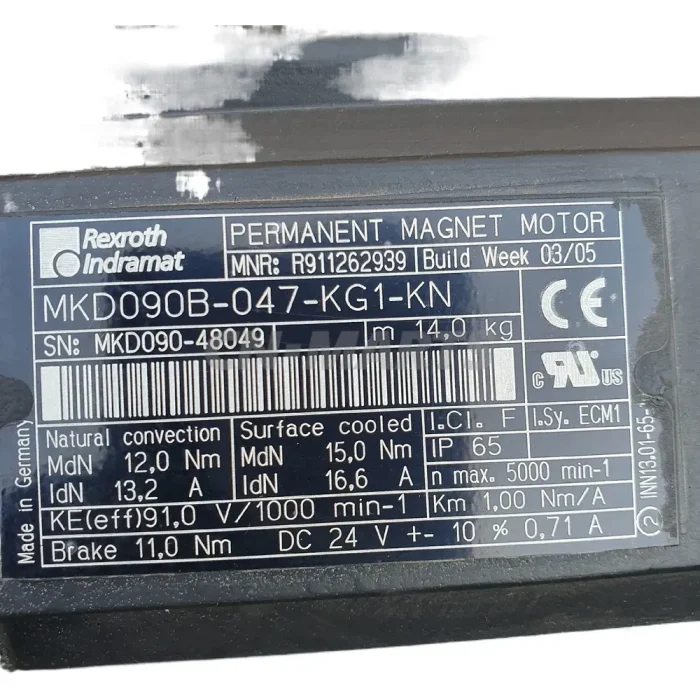 Rexroth
Indramat
PERMANENT MAGNET MOTOR
MNR: R911262939 Build Week 03/05
MKD090B-047-KG1-KN
SN: MKD090-48049 m 14,0 kg
CE
c RU US
Natural convection Surface cooled I.Cl. F I.Sy. ECM1
MdN 12,0 Nm MdN 15,0 Nm IP 65
IdN 13,2 A IdN 16,6 A n max. 5000 min-1
KE(eff)91,0 V/1000 min-1 Km 1,00 Nm/A
Brake 11,0 Nm DC 24 V +- 10 % 0,71 A
Made in Germany